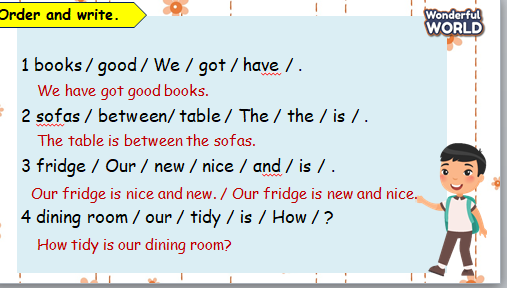 Order and write.
Wonderful
WORLD
1 books / good / We / got / have / .
We have got good books.
2 sofas / between/ table / The / the / is / .
The table is between the sofas.
3 fridge / Our / new / nice / and / is / .
Our fridge is nice and new. / Our fridge is new and nice.
4 dining room / our / tidy / is / How / ?
How tidy is our dining room?